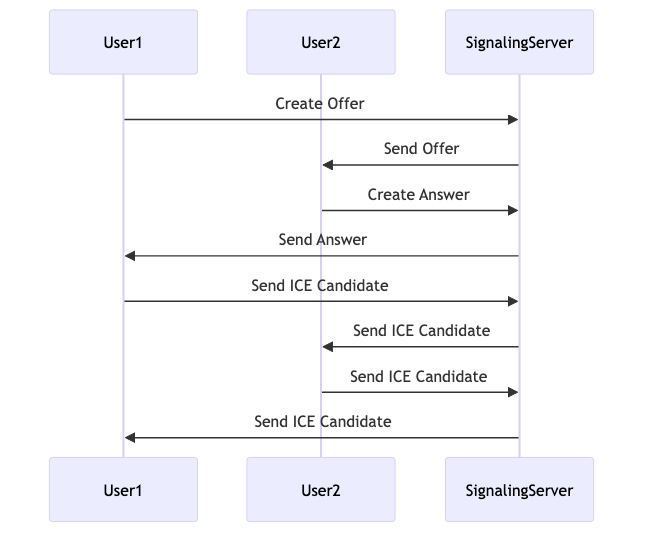 User1 User2 SignalingServer
Create Offer
Send Offer
Create Answer
Send Answer
Send ICE Candidate
Send ICE Candidate
Send ICE Candidate
Send ICE Candidate
User1 User2 SignalingServer